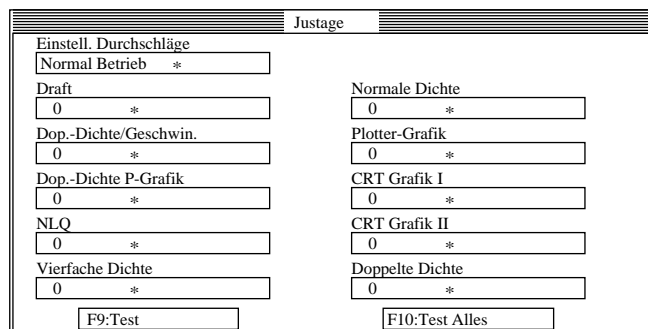 Justage
Einstell. Durchschläge
Normal Betrieb *
Draft
0 *
Normale Dichte
0 *
Dop.-Dichte/Geschwin.
0 *
Plotter-Grafik
0 *
Dop.-Dichte P-Grafik
0 *
CRT Grafik I
0 *
NLQ
0 *
CRT Grafik II
0 *
Vierfache Dichte
0 *
Doppelte Dichte
0 *
F9:Test
F10:Test Alles